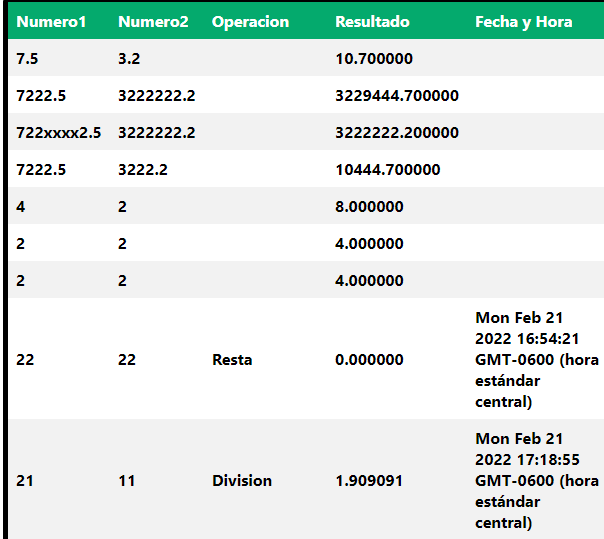 Numero1 Numero2 Operacion Resultado Fecha y Hora
7.5 3.2 10.700000
7222.5 3222222.2 3229444.700000
722xxxx2.5 3222222.2 3222222.200000
7222.5 3222.2 10444.700000
4 2 8.000000
2 2 4.000000
2 2 4.000000
22 22 Resta 0.000000 Mon Feb 21
2022 16:54:21
GMT-0600 (hora
estándar
central)
21 11 Division 1.909091 Mon Feb 21
2022 17:18:55
GMT-0600 (hora
estándar
central)